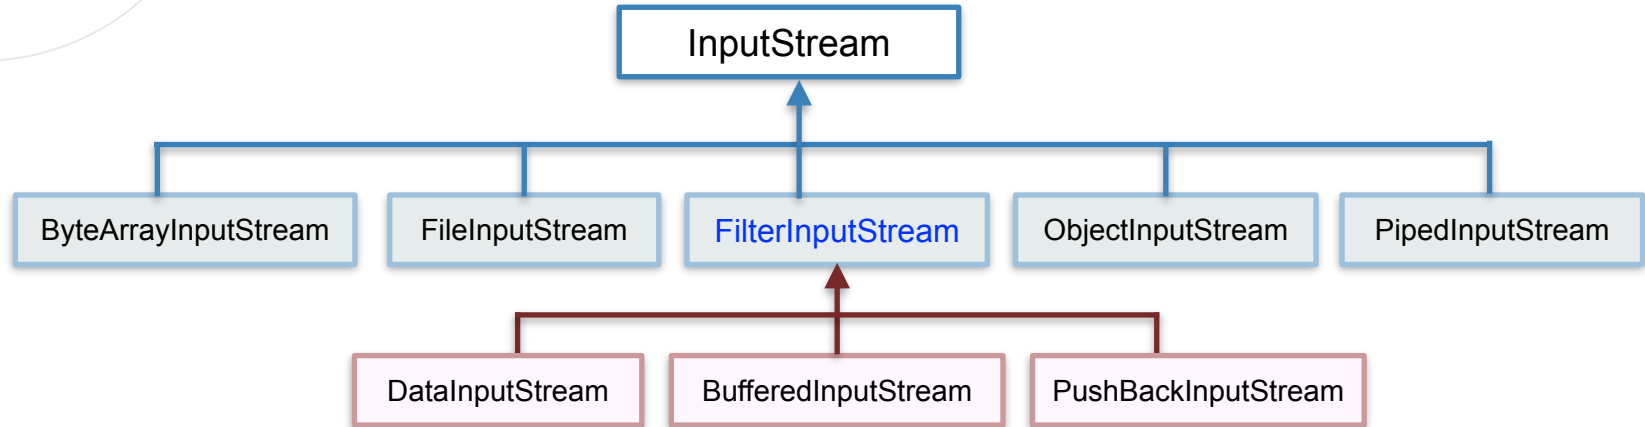 InputStream
ByteArrayInputStream
FileInputStream
FilterInputStream
ObjectInputStream
PipedInputStream
DataInputStream
BufferedInputStream
PushBackInputStream